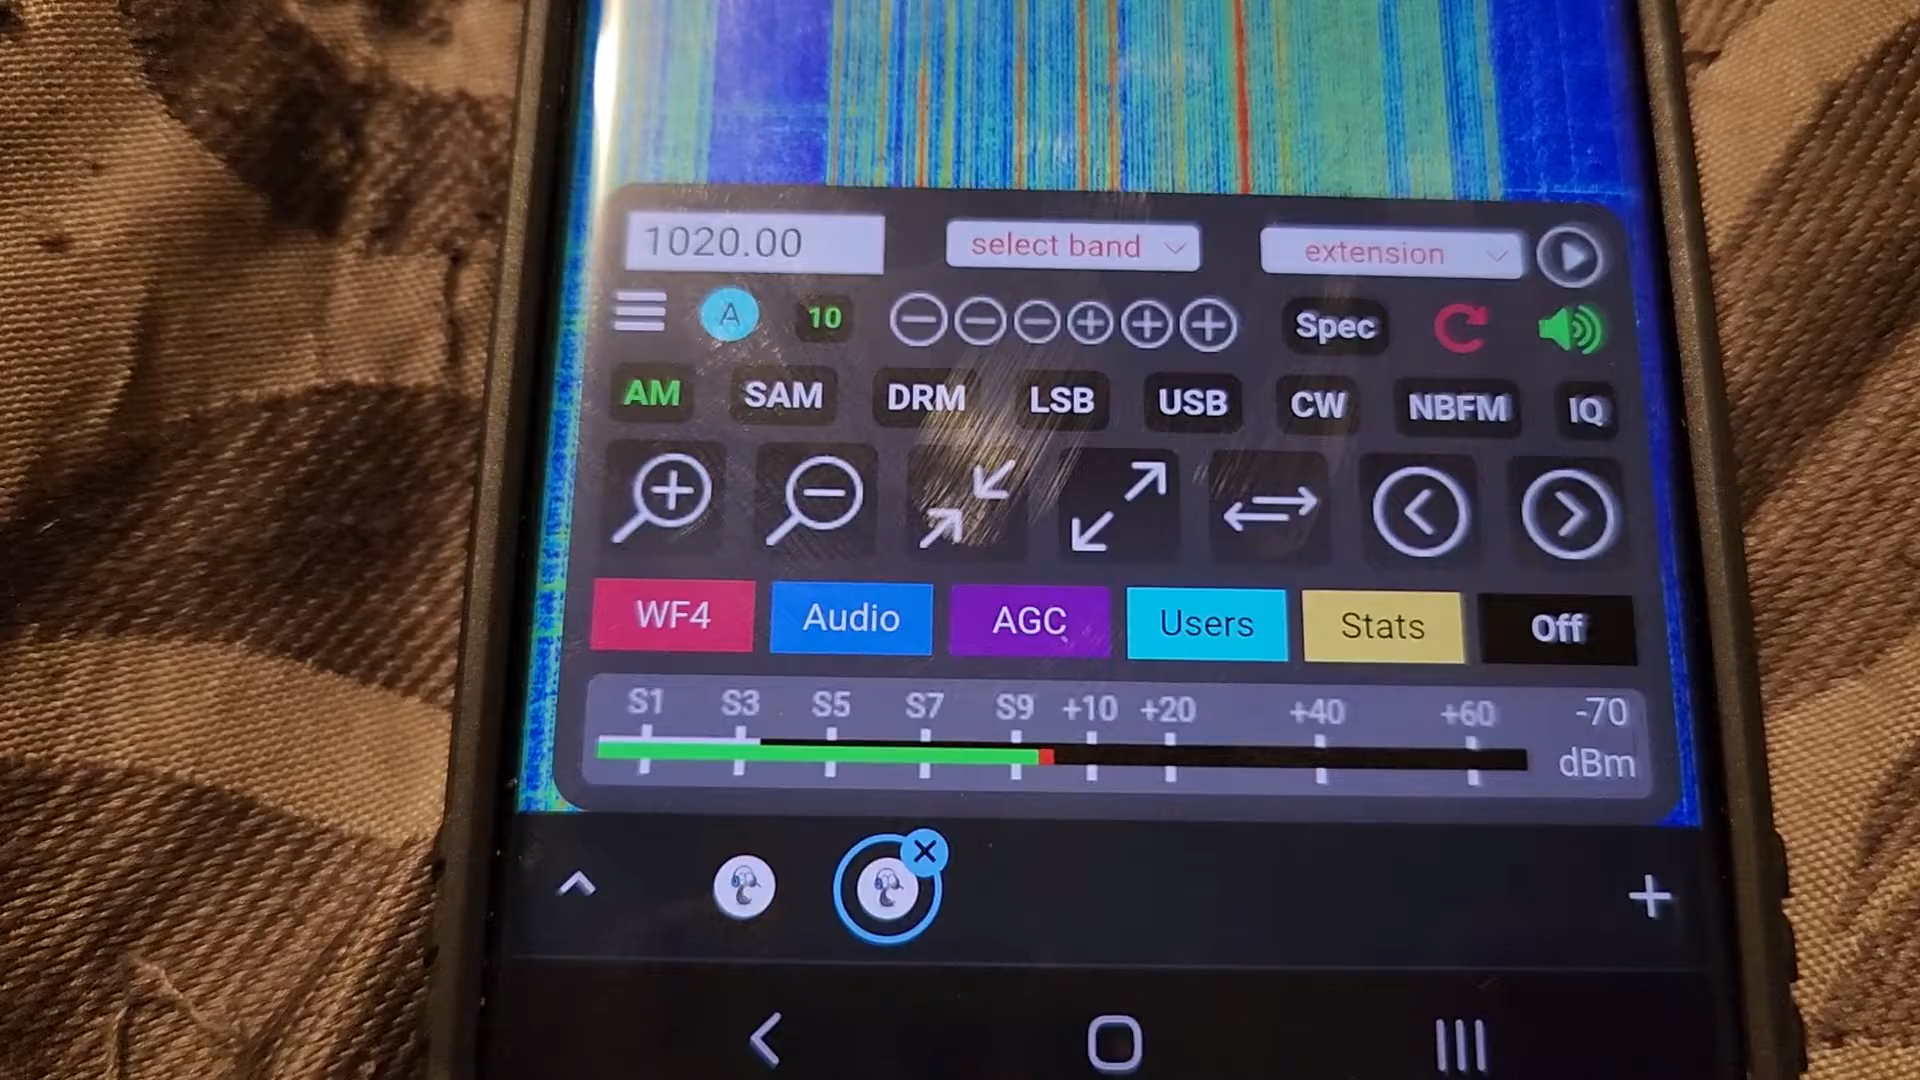 1020.00 select band extension
A 10 Spec
AM SAM DRM LSB USB CW NBFM IQ
WF4 Audio AGC Users Stats Off
S1 S3 S5 S7 S9 +10 +20 +40 +60 -70
dBm